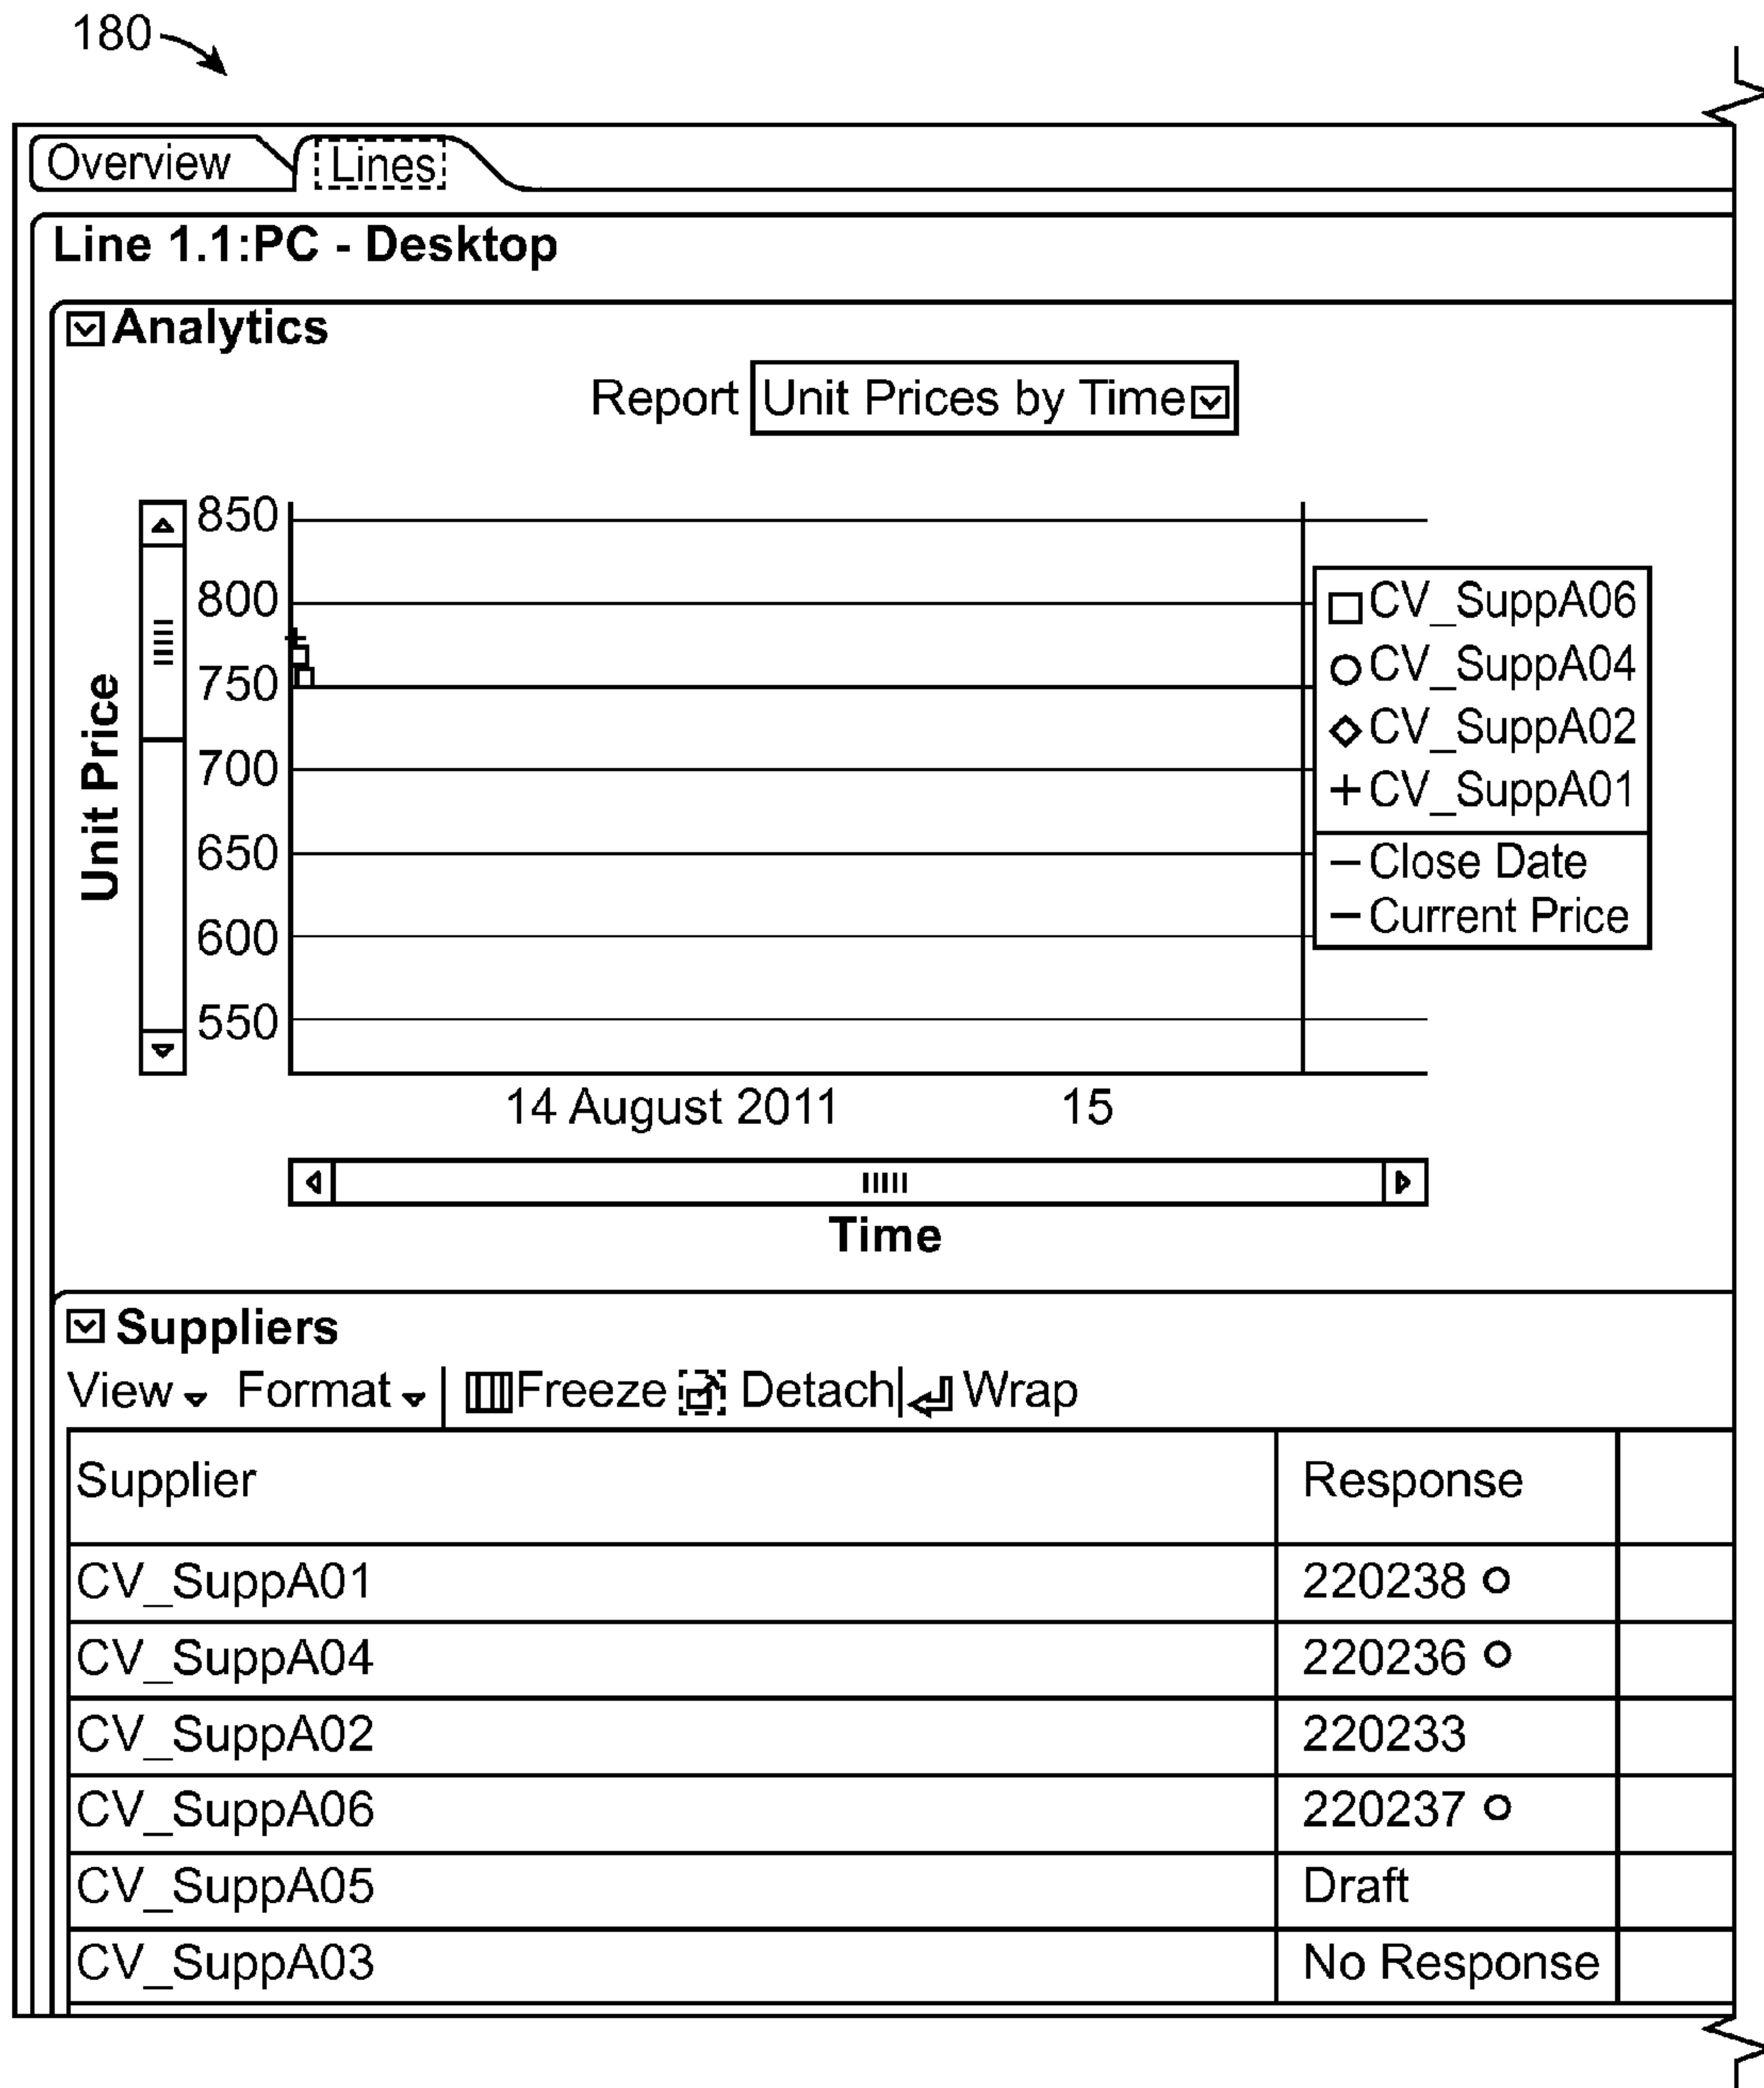 180
Overview Lines
Line 1.1:PC - Desktop
Analytics
Report Unit Prices by Time
Unit Price
850
800
750
700
650
600
550
CV_SuppA06
CV_SuppA04
CV_SuppA02
CV_SuppA01
Close Date
Current Price
14 August 2011 15
Time
Suppliers
View Format Freeze Detach Wrap
Supplier Response
CV_SuppA01 220238
CV_SuppA04 220236
CV_SuppA02 220233
CV_SuppA06 220237
CV_SuppA05 Draft
CV_SuppA03 No Response